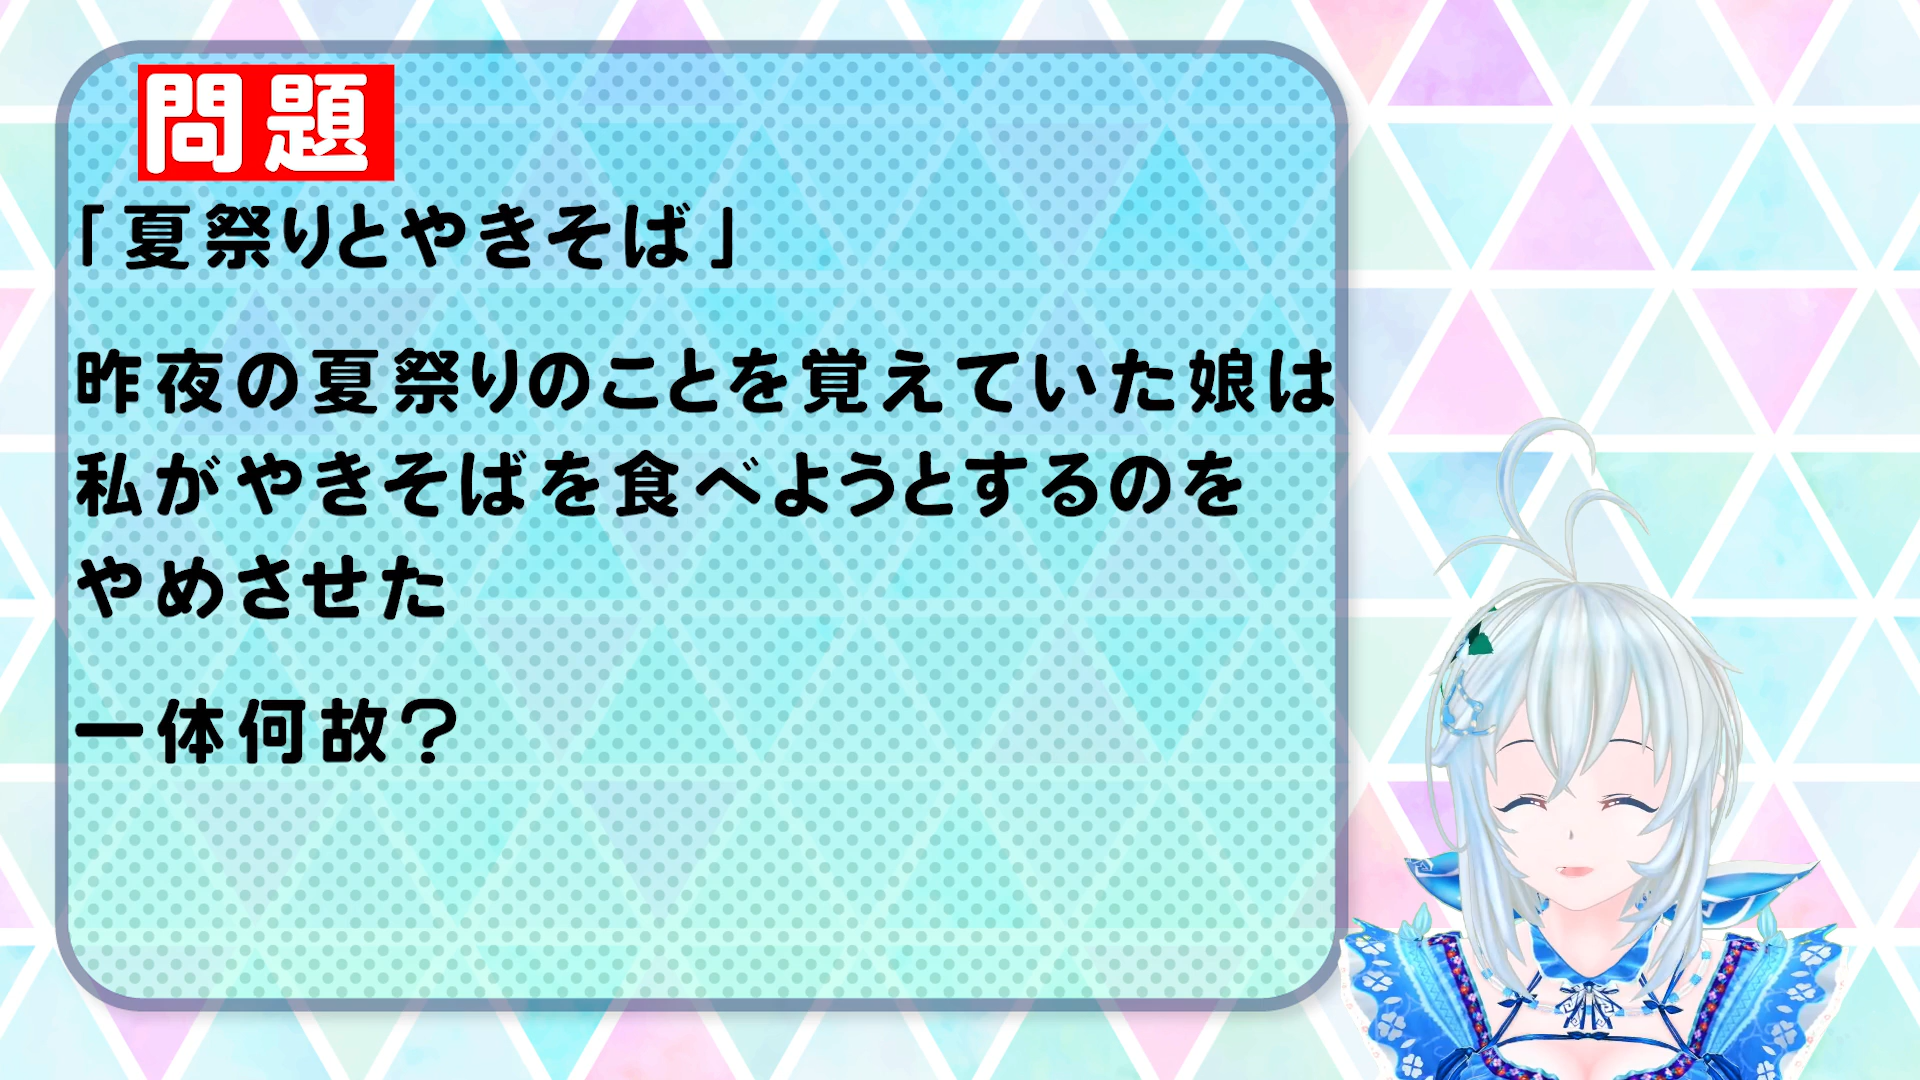 問題
「夏祭りとやきそば」
昨夜の夏祭りのことを覚えていた娘は
私がやきそばを食べようとするのを
やめさせた
一体何故？